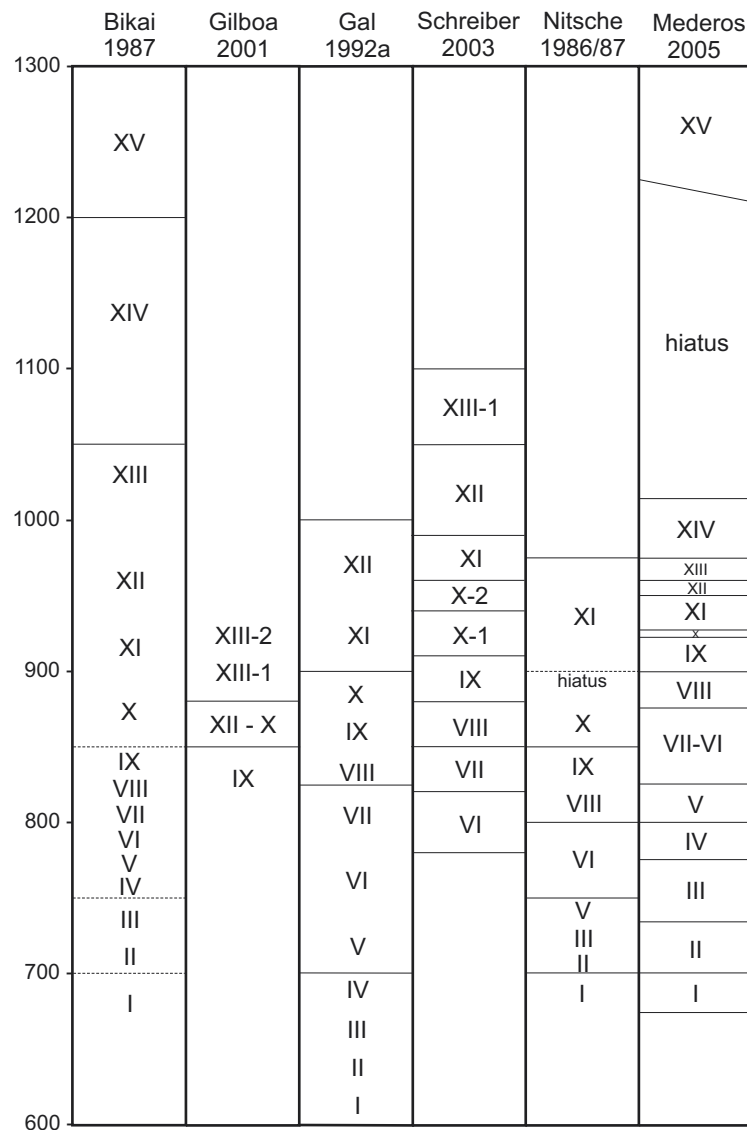 Bikai
1987
Gilboa
2001
Gal
1992a
Schreiber
2003
Nitsche
1986/87
Mederos
2005
1300
1200
1100
1000
900
800
700
600
XV
XIV
XIII
XII
XI
X
IX
VIII
VII
VI
V
IV
III
II
I
XIII-2
XIII-1
XII - X
IX
XII
XI
X
IX
VIII
VII
VI
V
IV
III
II
I
XIII-1
XII
XI
X-2
X-1
IX
VIII
VII
VI
XI
hiatus
X
IX
VIII
VI
V
III
II
I
XV
hiatus
XIV
XIII
XII
XI
X
IX
VIII
VII-VI
V
IV
III
II
I